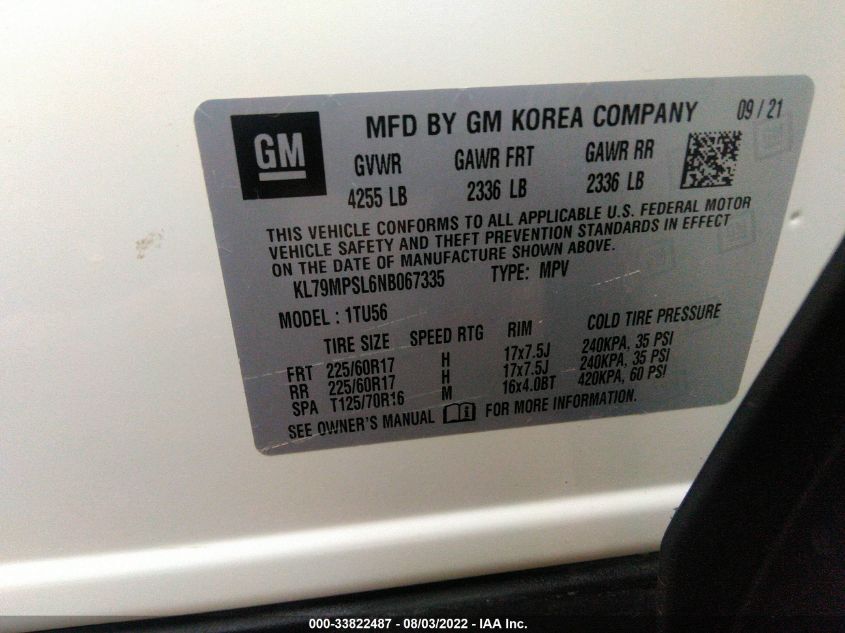 GM
MFD BY GM KOREA COMPANY 09 / 21
GVWR GAWR FRT GAWR RR
4255 LB 2336 LB 2336 LB
THIS VEHICLE CONFORMS TO ALL APPLICABLE U.S. FEDERAL MOTOR
VEHICLE SAFETY AND THEFT PREVENTION STANDARDS IN EFFECT
ON THE DATE OF MANUFACTURE SHOWN ABOVE.
KL79MPSL6NB067335 TYPE: MPV
MODEL : 1TU56
TIRE SIZE SPEED RTG RIM COLD TIRE PRESSURE
FRT 225/60R17 H 17x7.5J 240KPA, 35 PSI
RR 225/60R17 H 17x7.5J 240KPA, 35 PSI
SPA T125/70R16 M 16x4.0BT 420KPA, 60 PSI
SEE OWNER'S MANUAL i FOR MORE INFORMATION.
000-33822487 - 08/03/2022 - IAA Inc.